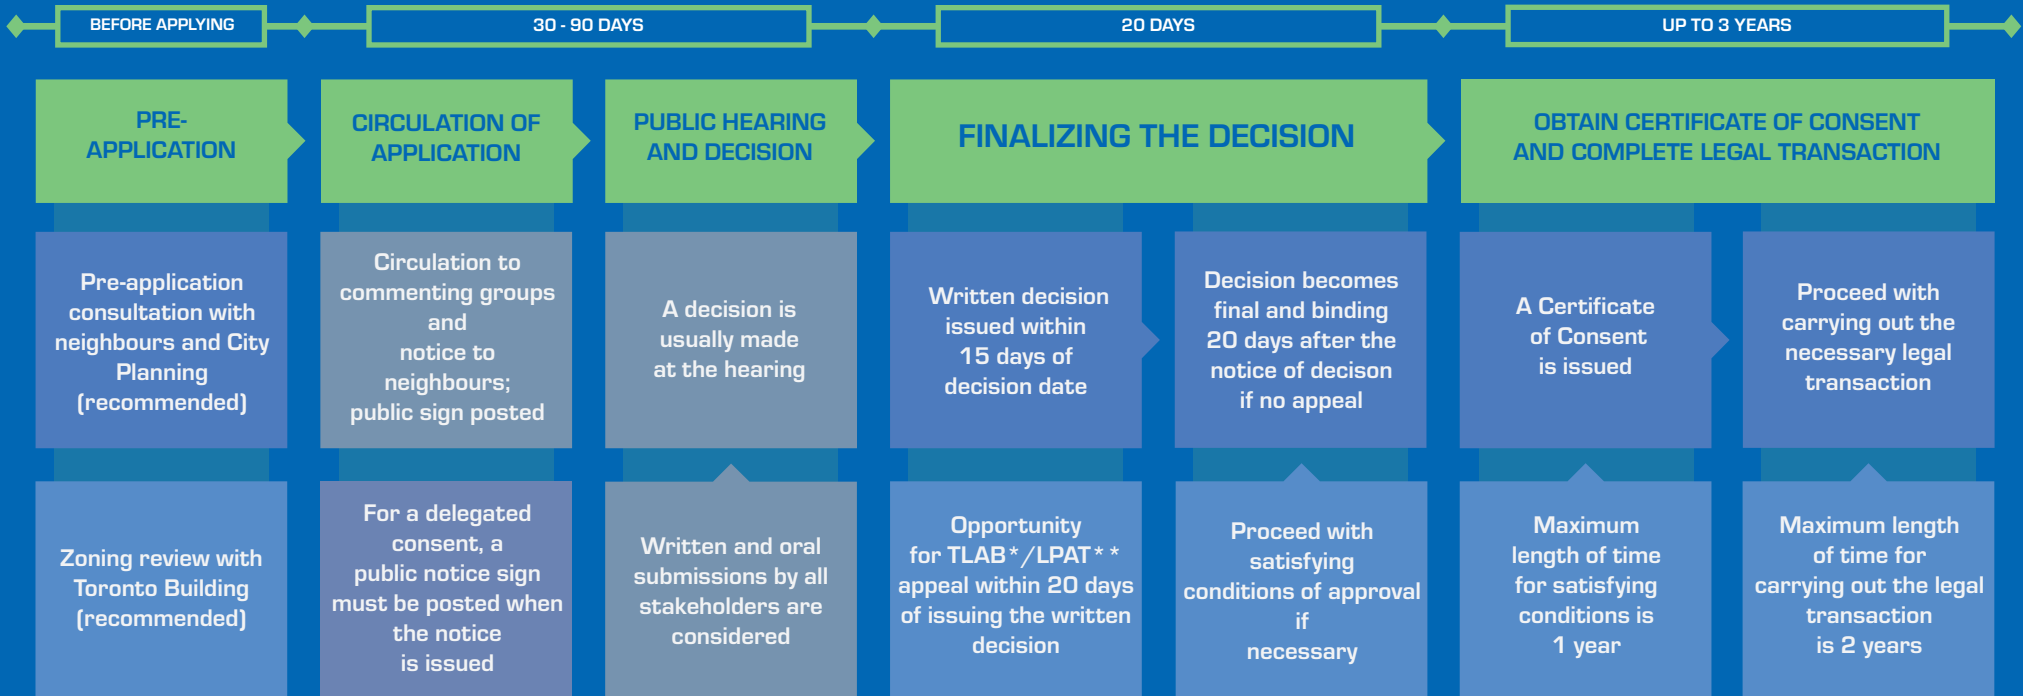 BEFORE APPLYING
30 - 90 DAYS
20 DAYS
UP TO 3 YEARS
PRE-
APPLICATION
CIRCULATION OF
APPLICATION
PUBLIC HEARING
AND DECISION
FINALIZING THE DECISION
OBTAIN CERTIFICATE OF CONSENT
AND COMPLETE LEGAL TRANSACTION
Pre-application
consultation with
neighbours and City
Planning
(recommended)
Circulation to
commenting groups
and
notice to
neighbours;
public sign posted
A decision is
usually made
at the hearing
Written decision
issued within
15 days of
decision date
Decision becomes
final and binding
20 days after the
notice of decison
if no appeal
A Certificate
of Consent
is issued
Proceed with
carrying out the
necessary legal
transaction
Zoning review with
Toronto Building
(recommended)
For a delegated
consent, a
public notice sign
must be posted when
the notice
is issued
Written and oral
submissions by all
stakeholders are
considered
Opportunity
for TLAB*/LPAT**
appeal within 20 days
of issuing the written
decision
Proceed with
satisfying
conditions of approval
if
necessary
Maximum
length of time
for satisfying
conditions is
1 year
Maximum length
of time for
carrying out the legal
transaction
is 2 years